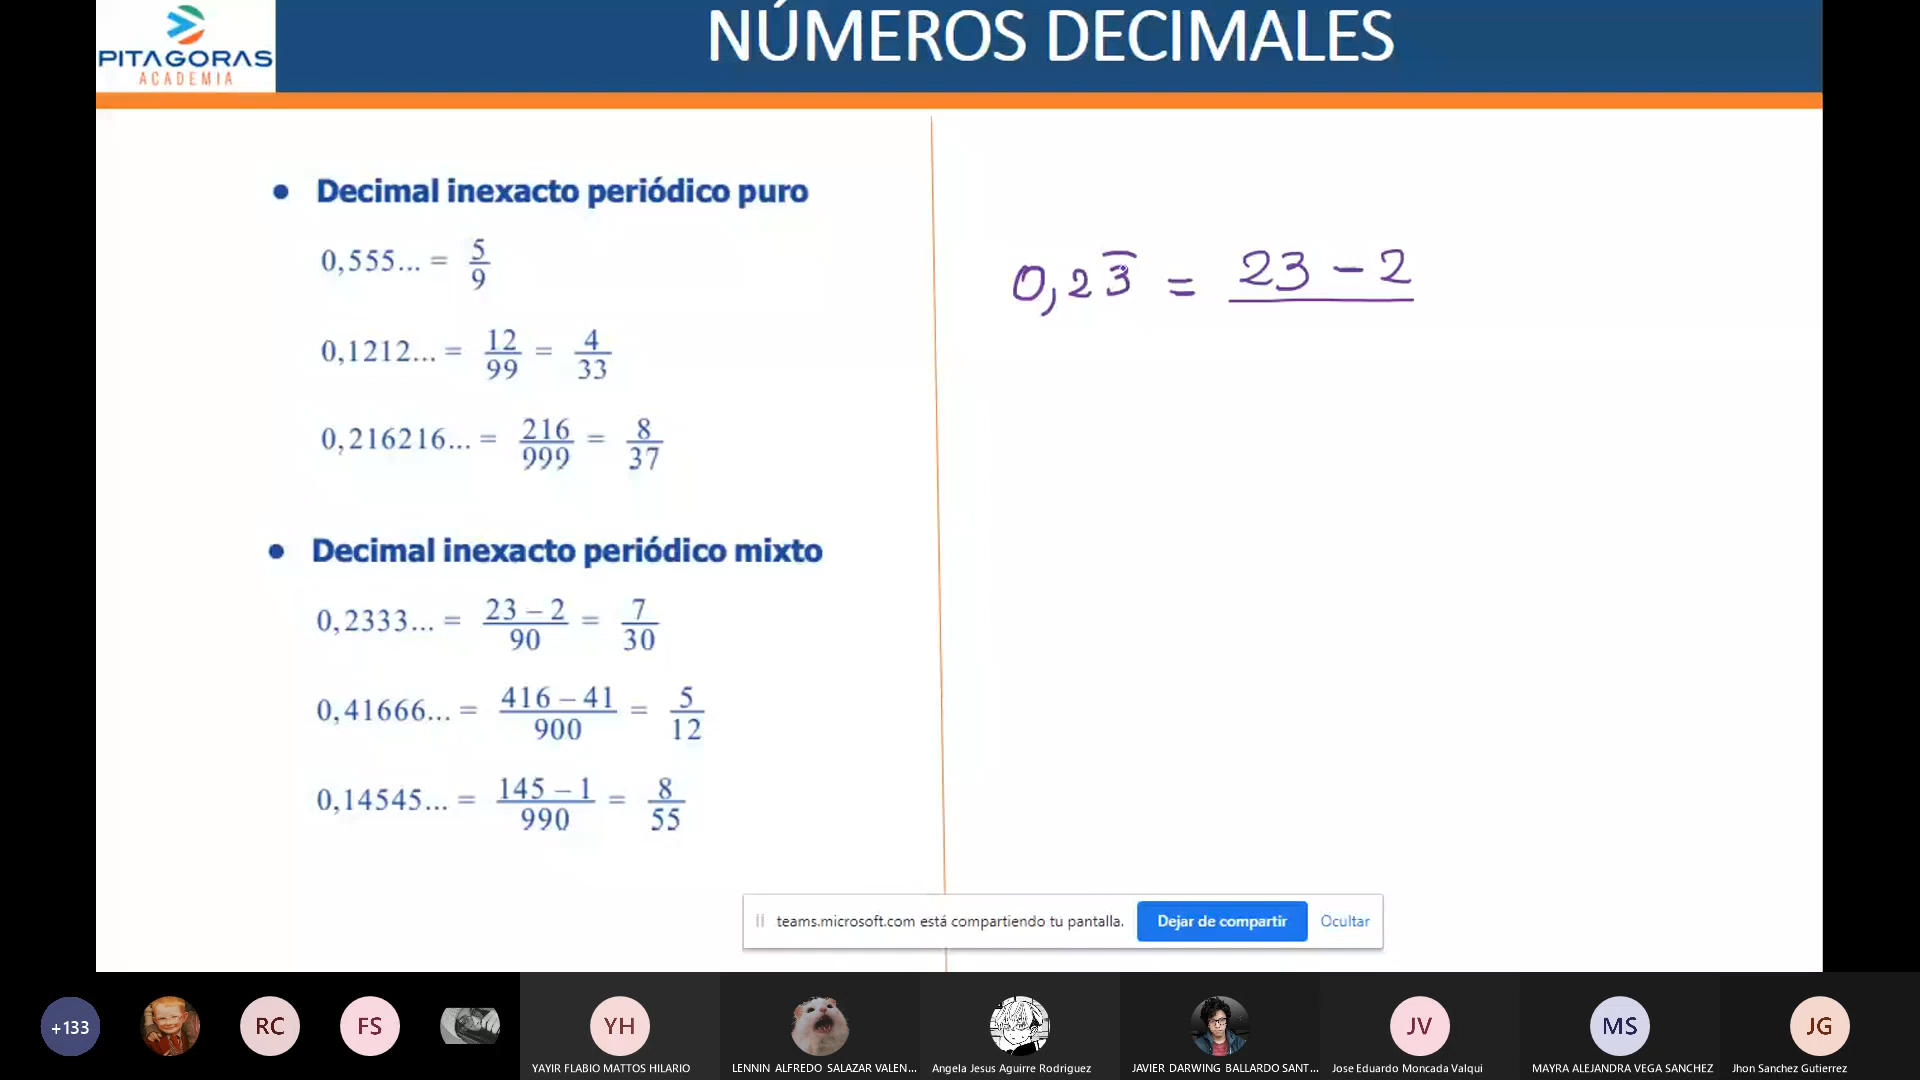 PITAGORAS
ACADEMIA
NÚMEROS DECIMALES
• Decimal inexacto periódico puro
0,555... = 5/9
0,1212... = 12/99 = 4/33
0,216216... = 216/999 = 8/37
• Decimal inexacto periódico mixto
0,2333... = (23 – 2)/90 = 7/30
0,41666... = (416 – 41)/900 = 5/12
0,14545... = (145 – 1)/990 = 8/55
0,23̅ = 23 – 2
teams.microsoft.com está compartiendo tu pantalla. Dejar de compartir Ocultar
+133 RC FS YH JV MS JG
YAYIR FLABIO MATTOS HILARIO LENNIN ALFREDO SALAZAR VALEN... Angela Jesus Aguirre Rodriguez JAVIER DARWING BALLARDO SANT... Jose Eduardo Moncada Valqui MAYRA ALEJANDRA VEGA SANCHEZ Jhon Sanchez Gutierrez